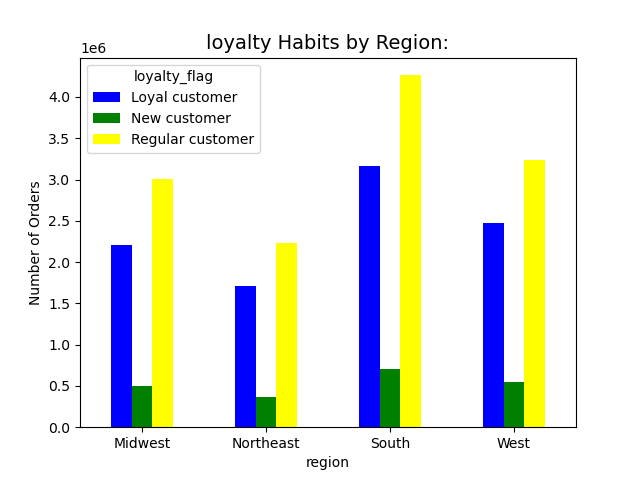 loyalty Habits by Region:
1e6
loyalty_flag
Loyal customer
New customer
Regular customer
Number of Orders
4.0
3.5
3.0
2.5
2.0
1.5
1.0
0.5
0.0
Midwest Northeast South West
region